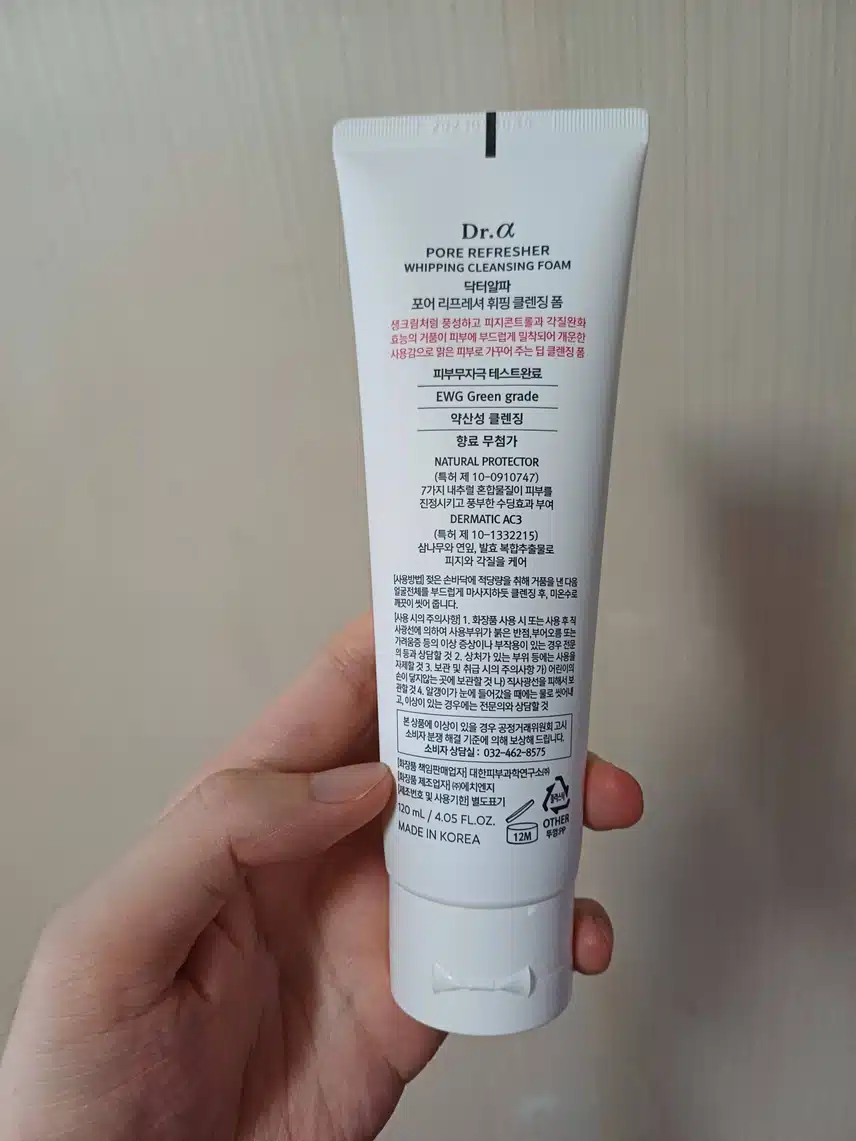 Dr.α
PORE REFRESHER
WHIPPING CLEANSING FOAM
닥터알파
포어 리프레셔 휘핑 클렌징 폼
생크림처럼 풍성하고 피지컨트롤과 각질완화
효능의 거품이 피부에 부드럽게 밀착되어 개운한
사용감으로 맑은 피부로 가꾸어 주는 딥 클렌징 폼
피부무자극 테스트완료
EWG Green grade
약산성 클렌징
향료 무첨가
NATURAL PROTECTOR
(특허 제 10-0910747)
7가지 내추럴 혼합물질이 피부를
진정시키고 풍부한 수딩효과 부여
DERMATIC AC3
(특허 제 10-1332215)
삼나무와 연잎, 발효 복합추출물로
피지와 각질을 케어
[사용방법] 젖은 손바닥에 적당량을 취해 거품을 낸 다음
얼굴전체를 부드럽게 마사지하듯 클렌징 후, 미온수로
깨끗이 씻어 줍니다.
[사용 시의 주의사항] 1. 화장품 사용 시 또는 사용 후 직
사광선에 의하여 사용부위가 붉은 반점,부어오름 또는
가려움증 등의 이상 증상이나 부작용이 있는 경우 전문
의 등과 상담할 것 2. 상처가 있는 부위 등에는 사용을
자제할 것 3. 보관 및 취급 시의 주의사항 가) 어린이의
손이 닿지않는 곳에 보관할 것 나) 직사광선을 피해서 보
관할 것 4. 알갱이가 눈에 들어갔을 때에는 물로 씻어내
고, 이상이 있는 경우에는 전문의와 상담할 것
본 상품에 이상이 있을 경우 공정거래위원회 고시
소비자 분쟁 해결 기준에 의해 보상해 드립니다.
소비자 상담실 : 032-462-8575
[화장품 책임판매업자] 대한피부과학연구소㈜
[화장품 제조업자] ㈜에치엔지
[제조번호 및 사용기한] 별도표기
120 mL / 4.05 FL.OZ.
MADE IN KOREA
12M
플라스틱
OTHER
뚜껑:PP